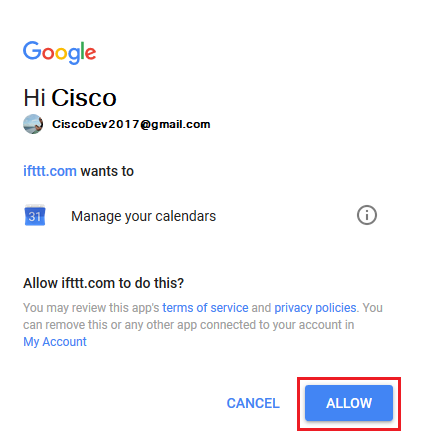 Google
Hi Cisco
CiscoDev2017@gmail.com
ifttt.com wants to
31
Manage your calendars
Allow ifttt.com to do this?
You may review this app's terms of service and privacy policies. You
can remove this or any other app connected to your account in
My Account
CANCEL
ALLOW